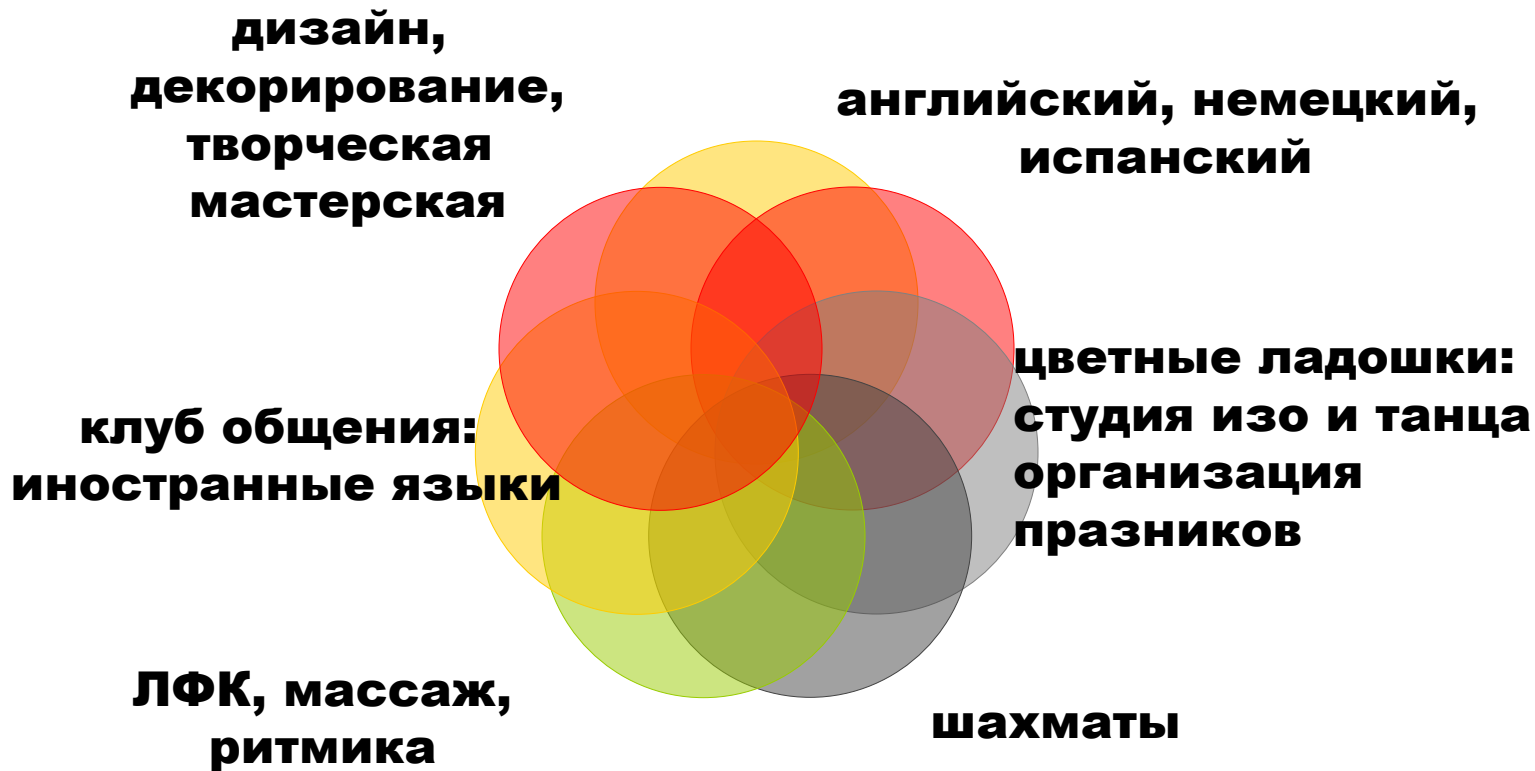 дизайн,
декорирование,
творческая
мастерская
английский, немецкий,
испанский
цветные ладошки:
студия изо и танца
организация
празников
клуб общения:
иностранные языки
ЛФК, массаж,
ритмика
шахматы